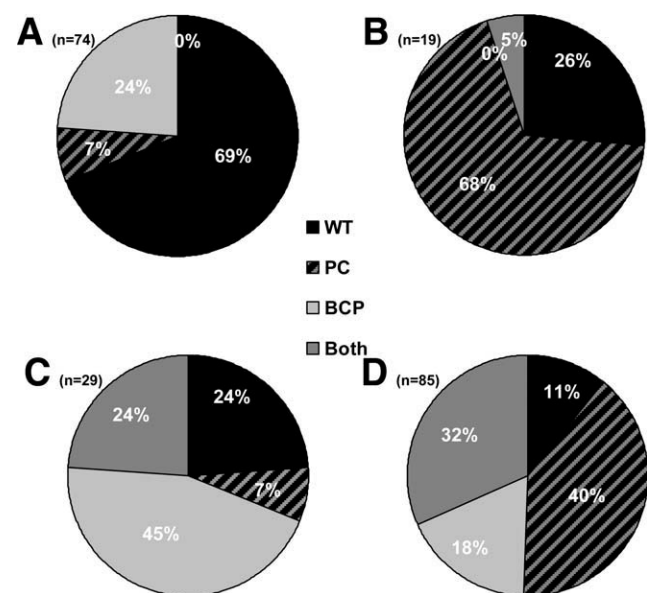 A (n=74)
0%
24%
7%
69%
B (n=19)
5%
0%
26%
68%
WT
PC
BCP
Both
C (n=29)
24%
24%
7%
45%
D (n=85)
11%
32%
40%
18%